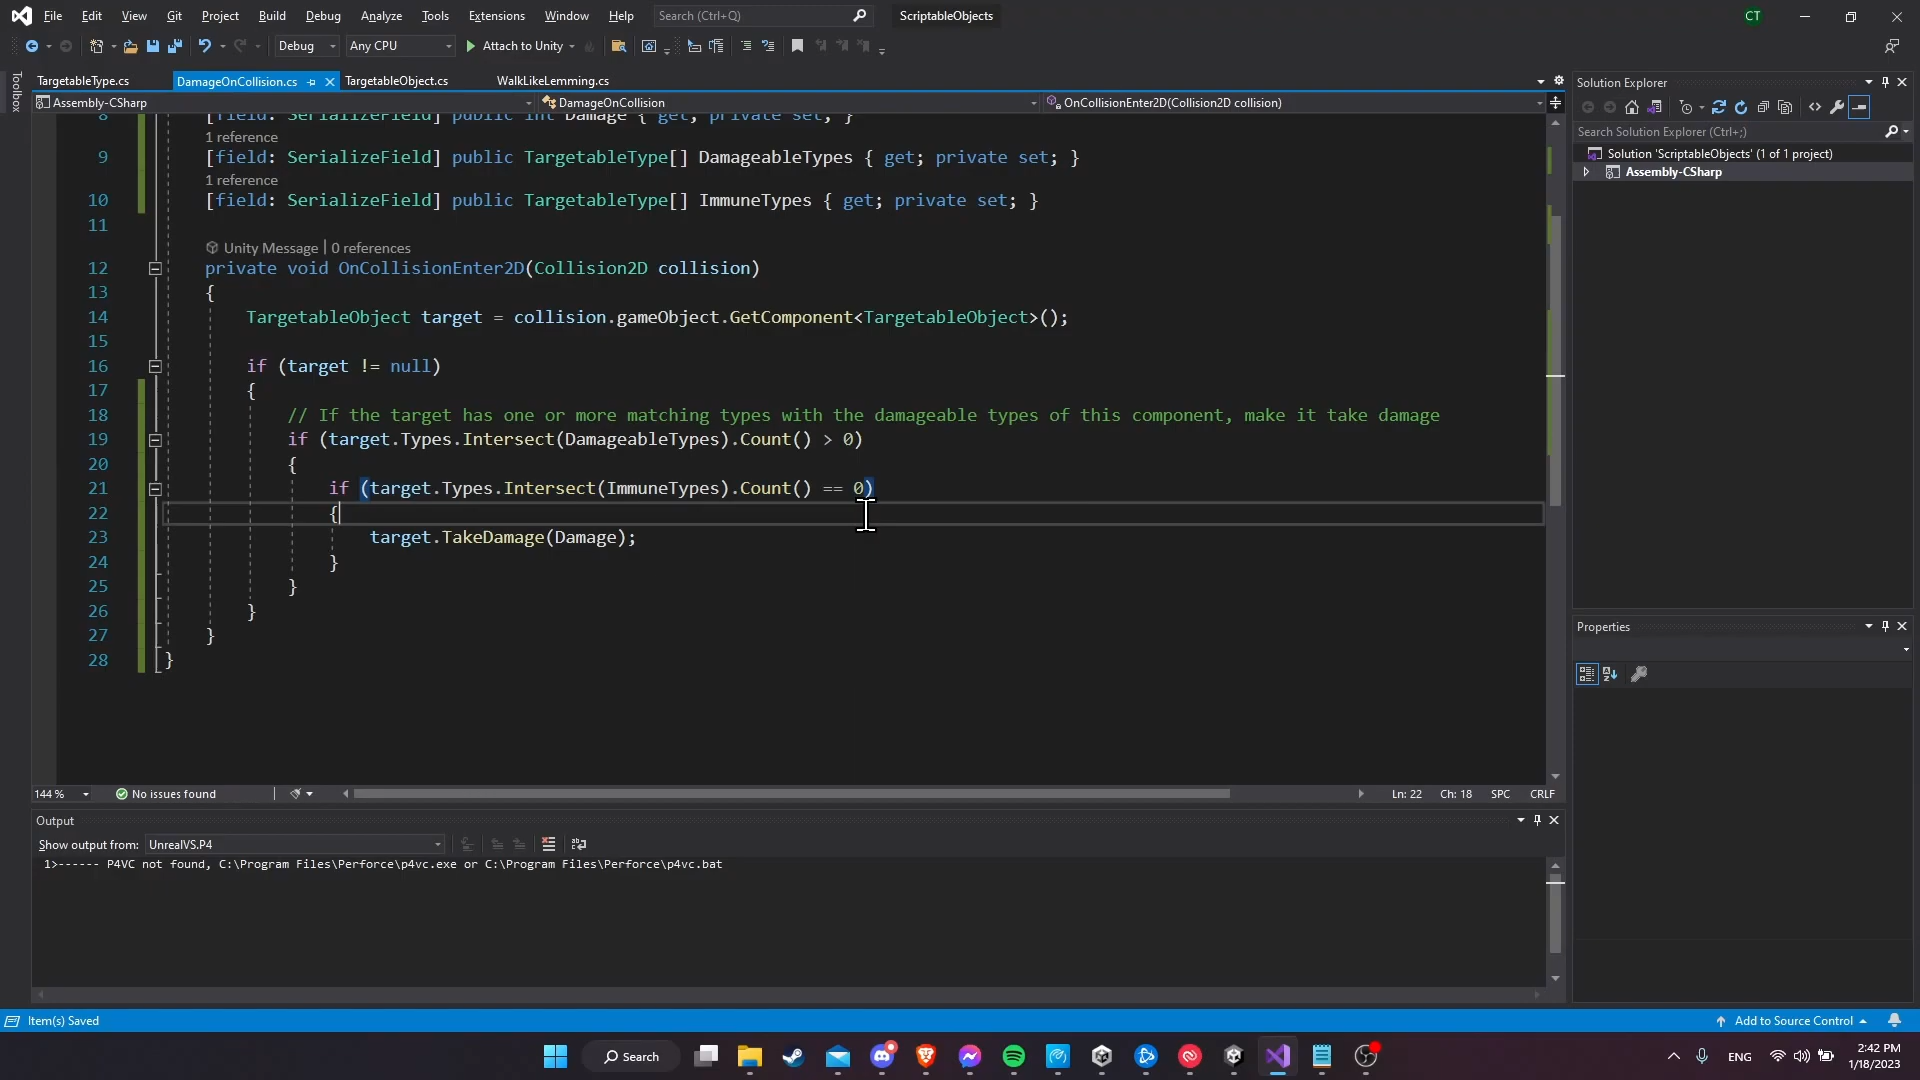 File Edit View Git Project Build Debug Analyze Tools Extensions Window Help Search (Ctrl+Q) ScriptableObjects CT
Debug Any CPU Attach to Unity
Toolbox
TargetableType.cs DamageOnCollision.cs TargetableObject.cs WalkLikeLemming.cs
Assembly-CSharp DamageOnCollision OnCollisionEnter2D(Collision2D collision)
8 [field: SerializeField] public int Damage { get; private set; }
1 reference
9 [field: SerializeField] public TargetableType[] DamageableTypes { get; private set; }
1 reference
10 [field: SerializeField] public TargetableType[] ImmuneTypes { get; private set; }
11
Unity Message | 0 references
12 private void OnCollisionEnter2D(Collision2D collision)
13 {
14 TargetableObject target = collision.gameObject.GetComponent<TargetableObject>();
15
16 if (target != null)
17 {
18 // If the target has one or more matching types with the damageable types of this component, make it take damage
19 if (target.Types.Intersect(DamageableTypes).Count() > 0)
20 {
21 if (target.Types.Intersect(ImmuneTypes).Count() == 0)
22 {
23 target.TakeDamage(Damage);
24 }
25 }
26 }
27 }
28 }
144 % No issues found Ln: 22 Ch: 18 SPC CRLF
Output
Show output from: UnrealVS.P4
1>------ P4VC not found, C:\Program Files\Perforce\p4vc.exe or C:\Program Files\Perforce\p4vc.bat
Solution Explorer
Search Solution Explorer (Ctrl+;)
Solution 'ScriptableObjects' (1 of 1 project)
Assembly-CSharp
Properties
Item(s) Saved Add to Source Control
Search ENG 2:42 PM
1/18/2023